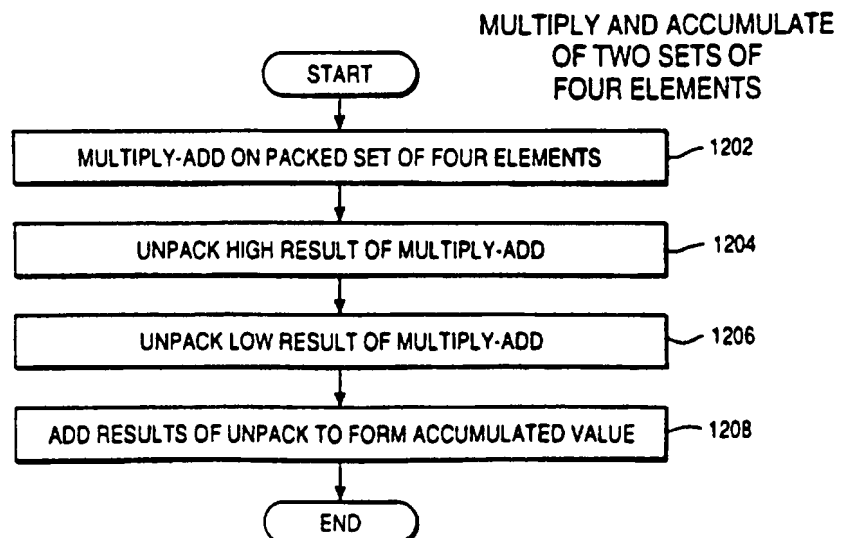 MULTIPLY AND ACCUMULATE
OF TWO SETS OF
FOUR ELEMENTS
START
MULTIPLY-ADD ON PACKED SET OF FOUR ELEMENTS
1202
UNPACK HIGH RESULT OF MULTIPLY-ADD
1204
UNPACK LOW RESULT OF MULTIPLY-ADD
1206
ADD RESULTS OF UNPACK TO FORM ACCUMULATED VALUE
1208
END